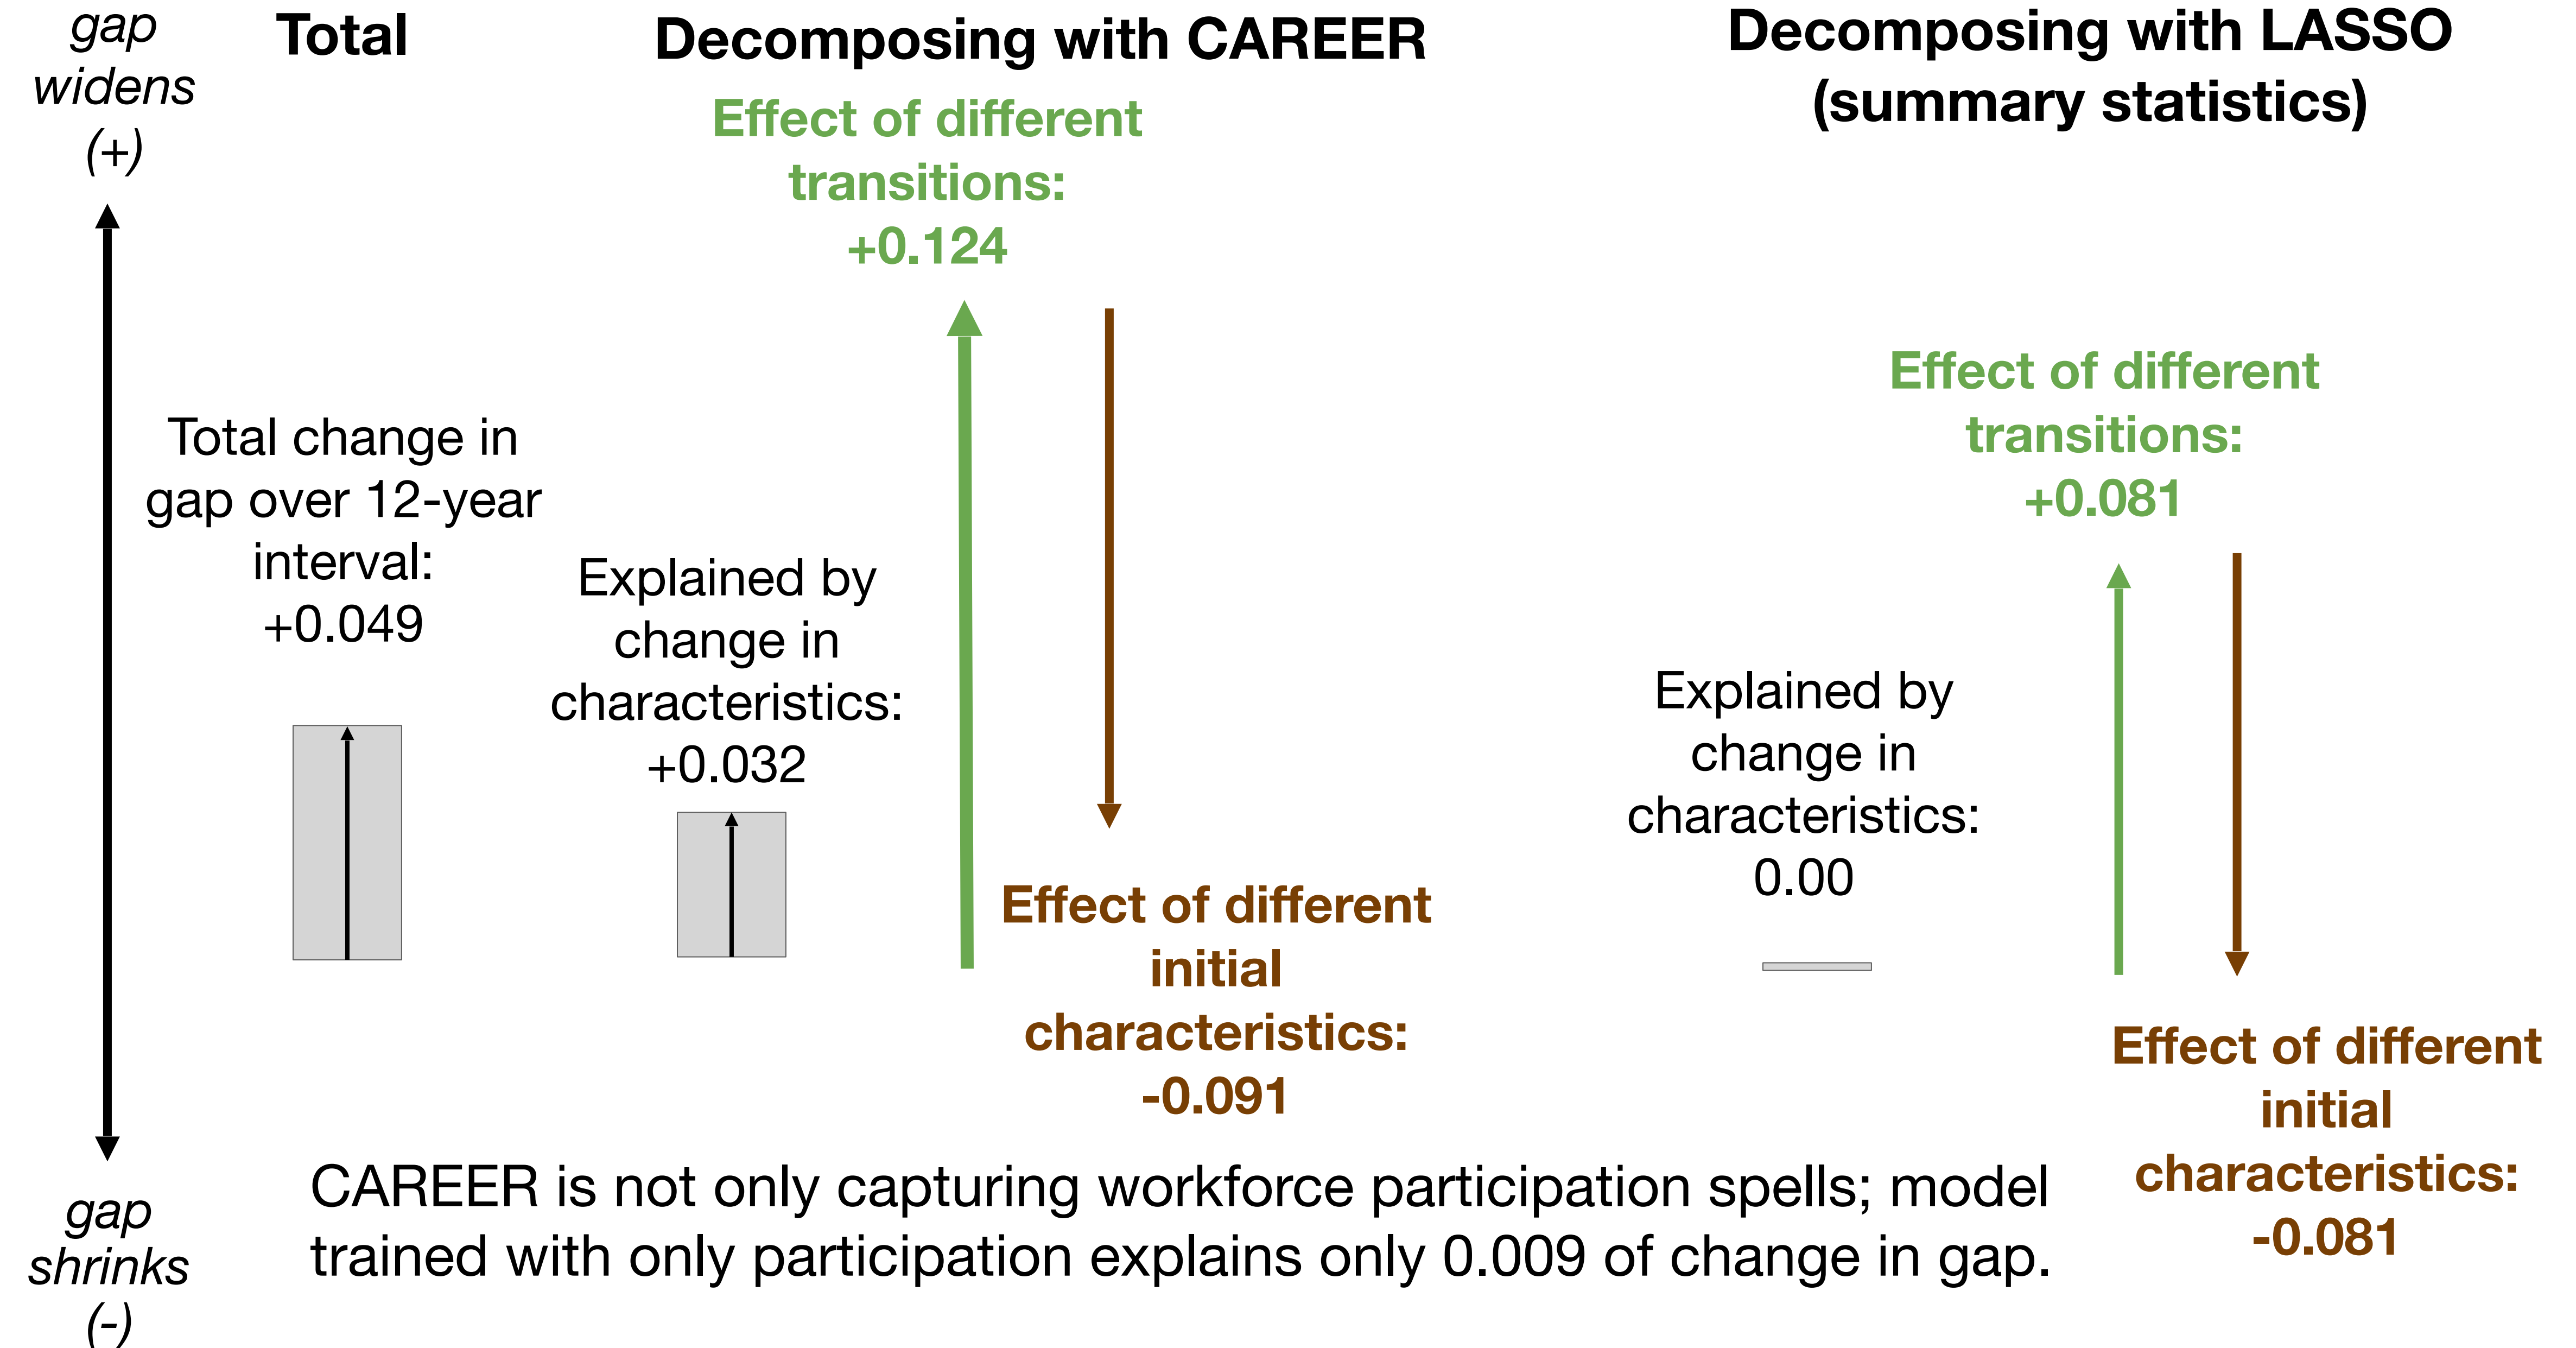 gap
widens
(+)
Total
Decomposing with CAREER
Effect of different
transitions:
+0.124
Decomposing with LASSO
(summary statistics)
Total change in
gap over 12-year
interval:
+0.049
Explained by
change in
characteristics:
+0.032
Effect of different
initial
characteristics:
-0.091
Effect of different
transitions:
+0.081
Explained by
change in
characteristics:
0.00
Effect of different
initial
characteristics:
-0.081
gap
shrinks
(-)
CAREER is not only capturing workforce participation spells; model
trained with only participation explains only 0.009 of change in gap.